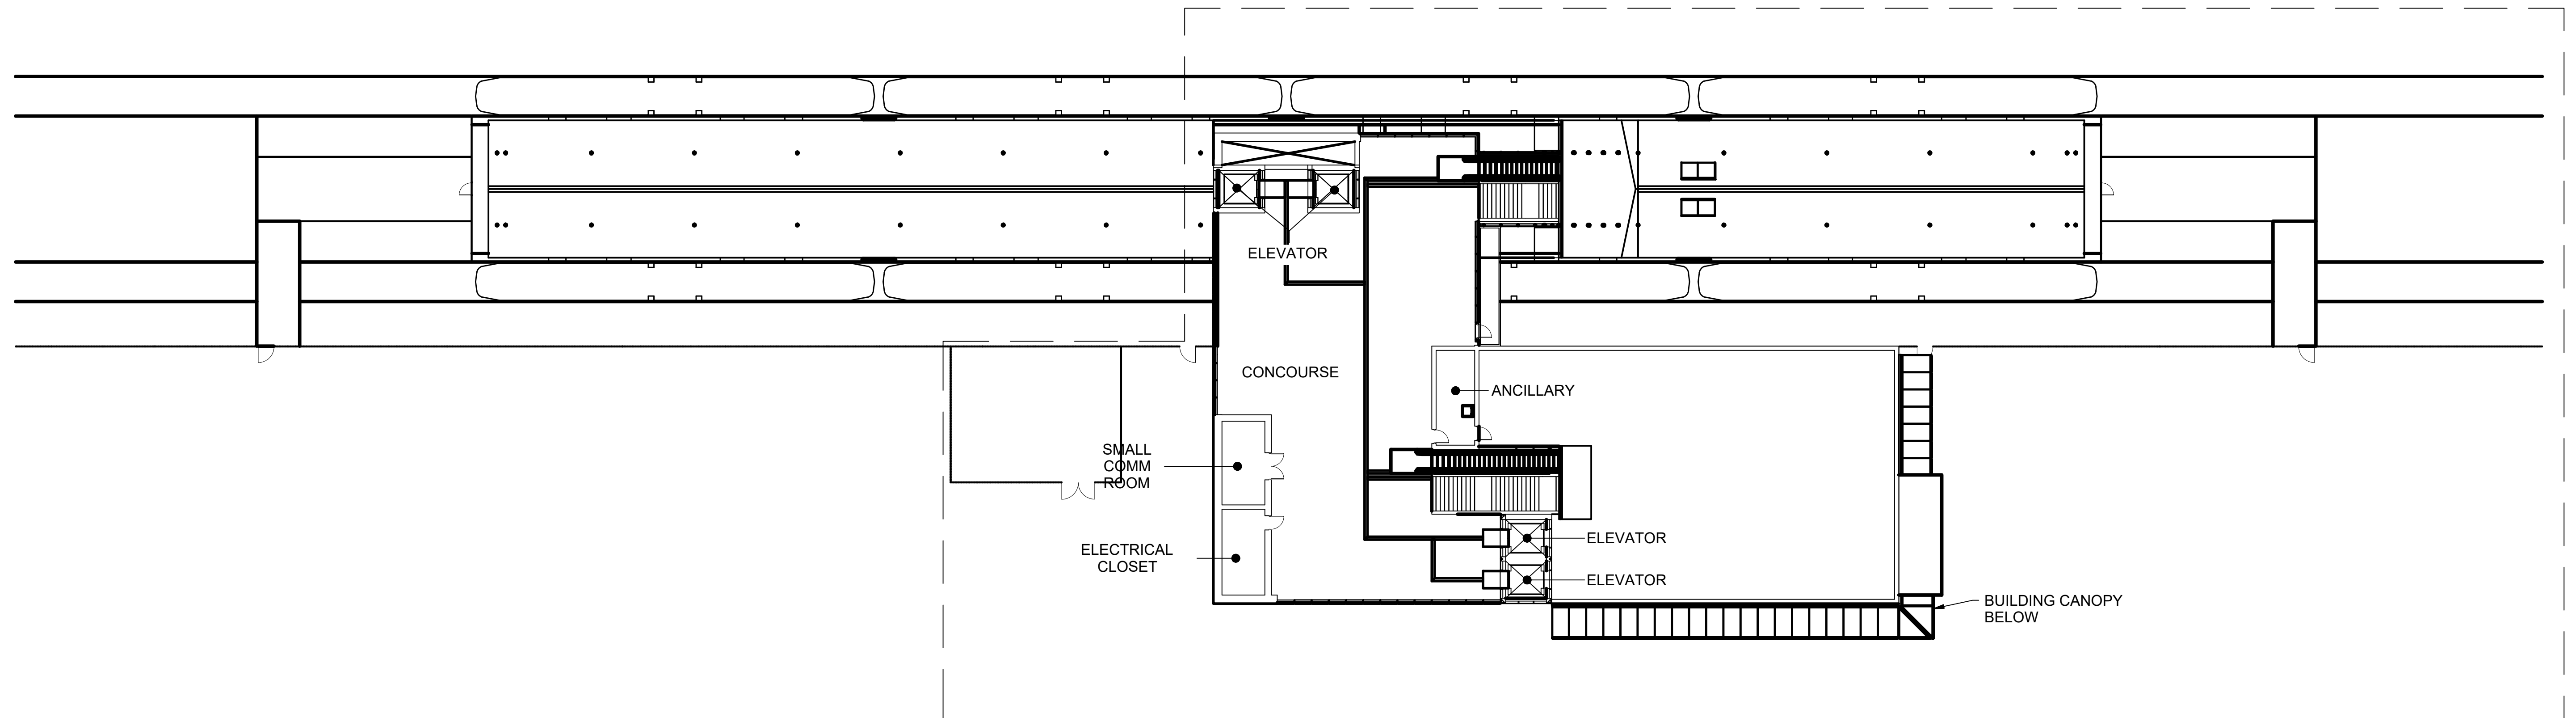 ELEVATOR
CONCOURSE
ANCILLARY
SMALL
COMM
ROOM
ELECTRICAL
CLOSET
ELEVATOR
ELEVATOR
BUILDING CANOPY
BELOW